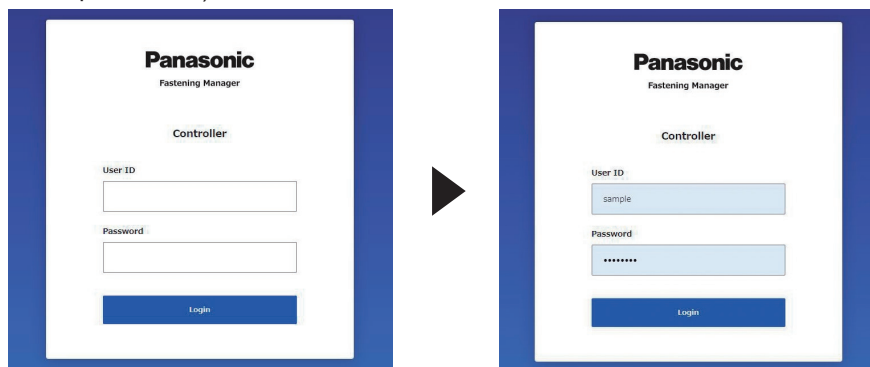 Panasonic
Fastening Manager
Controller
User ID
Password
Login
Panasonic
Fastening Manager
Controller
User ID
sample
Password
••••••••
Login